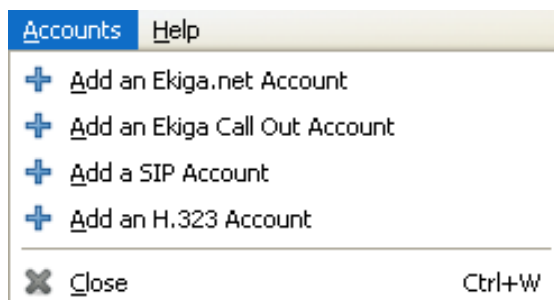 Accounts Help
Add an Ekiga.net Account
Add an Ekiga Call Out Account
Add a SIP Account
Add an H.323 Account
Close Ctrl+W